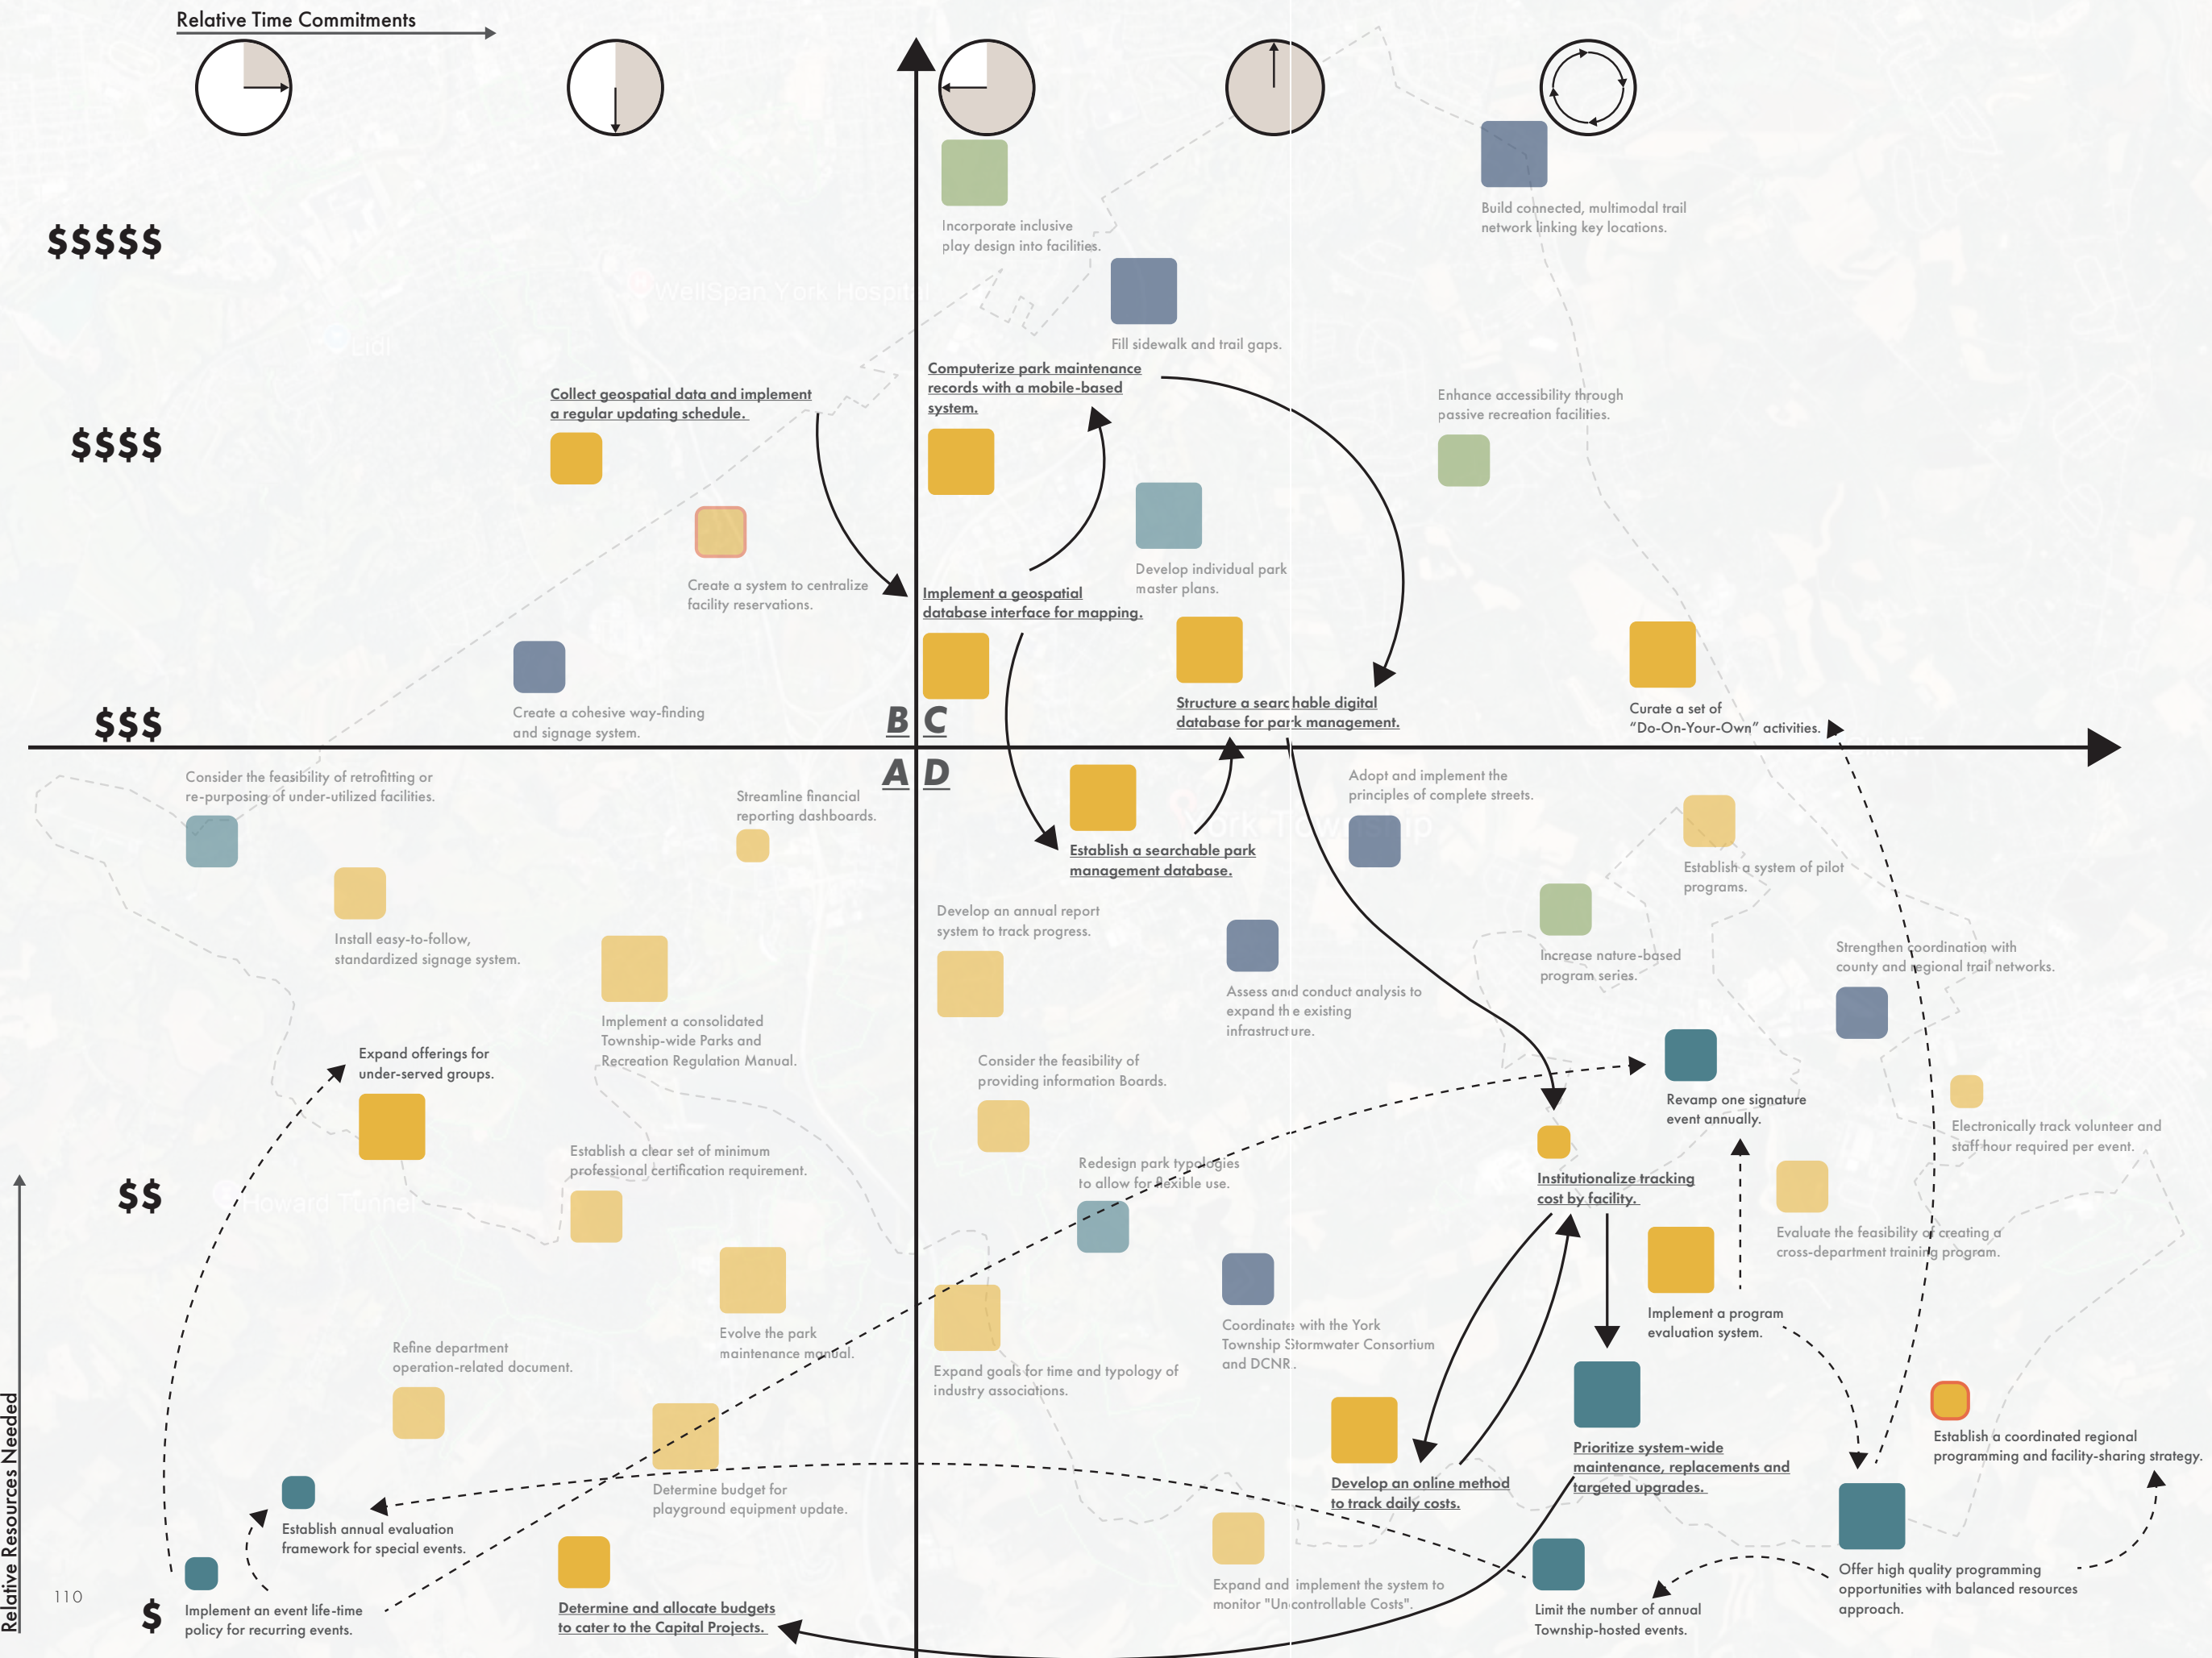 Relative Time Commitments
$$$$$
Incorporate inclusive
play design into facilities.
Build connected, multimodal trail
network linking key locations.
WellSpan York Hospital
Fill sidewalk and trail gaps.
Lidl
$$$$
Collect geospatial data and implement
a regular updating schedule.
Computerize park maintenance
records with a mobile-based
system.
Enhance accessibility through
passive recreation facilities.
Create a system to centralize
facility reservations.
Develop individual park
master plans.
Implement a geospatial
database interface for mapping.
$$$
Create a cohesive way-finding
and signage system.
Structure a searchable digital
database for park management.
Curate a set of
“Do-On-Your-Own” activities.
B C
A D
Consider the feasibility of retrofitting or
re-purposing of under-utilized facilities.
Streamline financial
reporting dashboards.
Adopt and implement the
principles of complete streets.
York Township
Establish a searchable park
management database.
Establish a system of pilot
programs.
Install easy-to-follow,
standardized signage system.
Develop an annual report
system to track progress.
Increase nature-based
program series.
Strengthen coordination with
county and regional trail networks.
Implement a consolidated
Township-wide Parks and
Recreation Regulation Manual.
Assess and conduct analysis to
expand the existing
infrastructure.
Expand offerings for
under-served groups.
Consider the feasibility of
providing information Boards.
Revamp one signature
event annually.
Electronically track volunteer and
staff hour required per event.
Establish a clear set of minimum
professional certification requirement.
Redesign park typologies
to allow for flexible use.
Institutionalize tracking
cost by facility.
$$
Howard Tunnel
Evaluate the feasibility of creating a
cross-department training program.
Evolve the park
maintenance manual.
Coordinate with the York
Township Stormwater Consortium
and DCNR.
Implement a program
evaluation system.
Refine department
operation-related document.
Expand goals for time and typology of
industry associations.
Relative Resources Needed
Establish a coordinated regional
programming and facility-sharing strategy.
Determine budget for
playground equipment update.
Develop an online method
to track daily costs.
Prioritize system-wide
maintenance, replacements and
targeted upgrades.
Establish annual evaluation
framework for special events.
Offer high quality programming
opportunities with balanced resources
approach.
110
$
Implement an event life-time
policy for recurring events.
Determine and allocate budgets
to cater to the Capital Projects.
Expand and implement the system to
monitor "Uncontrollable Costs".
Limit the number of annual
Township-hosted events.